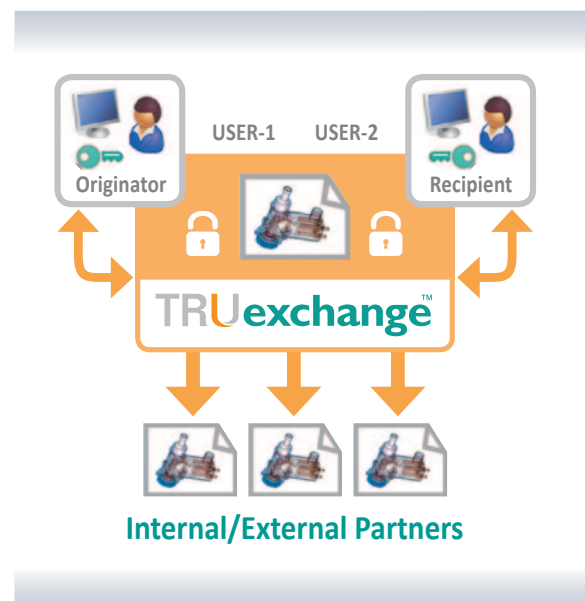 USER-1 USER-2
Originator
Recipient
TRUexchange™
Internal/External Partners